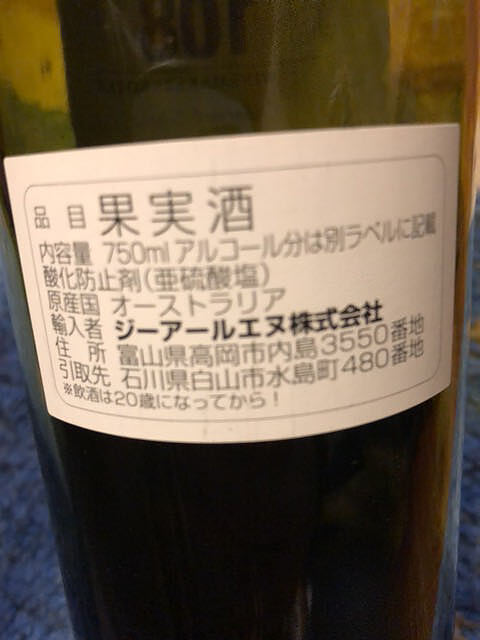 品目 果実酒
内容量 750ml アルコール分は別ラベルに記載
酸化防止剤(亜硫酸塩)
原産国 オーストラリア
輸入者 ジーアールエヌ株式会社
住所 富山県高岡市内島3550番地
引取先 石川県白山市水島町480番地
※飲酒は20歳になってから!